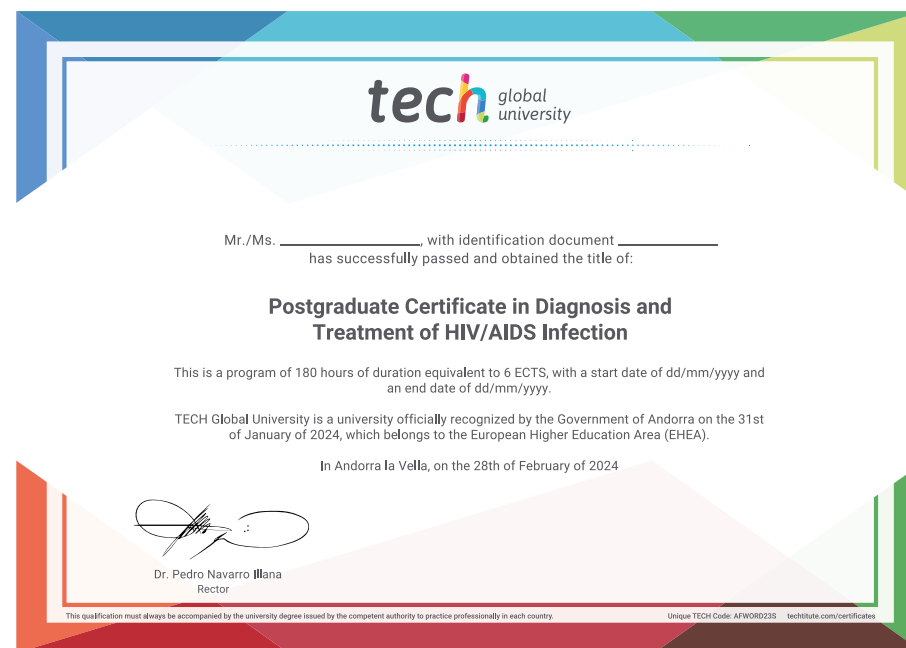 tech global university
Mr./Ms. ____________________, with identification document ______________
has successfully passed and obtained the title of:
Postgraduate Certificate in Diagnosis and
Treatment of HIV/AIDS Infection
This is a program of 180 hours of duration equivalent to 6 ECTS, with a start date of dd/mm/yyyy and
an end date of dd/mm/yyyy.
TECH Global University is a university officially recognized by the Government of Andorra on the 31st
of January of 2024, which belongs to the European Higher Education Area (EHEA).
In Andorra la Vella, on the 28th of February of 2024
Dr. Pedro Navarro Illana
Rector
This qualification must always be accompanied by the university degree issued by the competent authority to practice professionally in each country.
Unique TECH Code: AFWORD23S techtitute.com/certificates